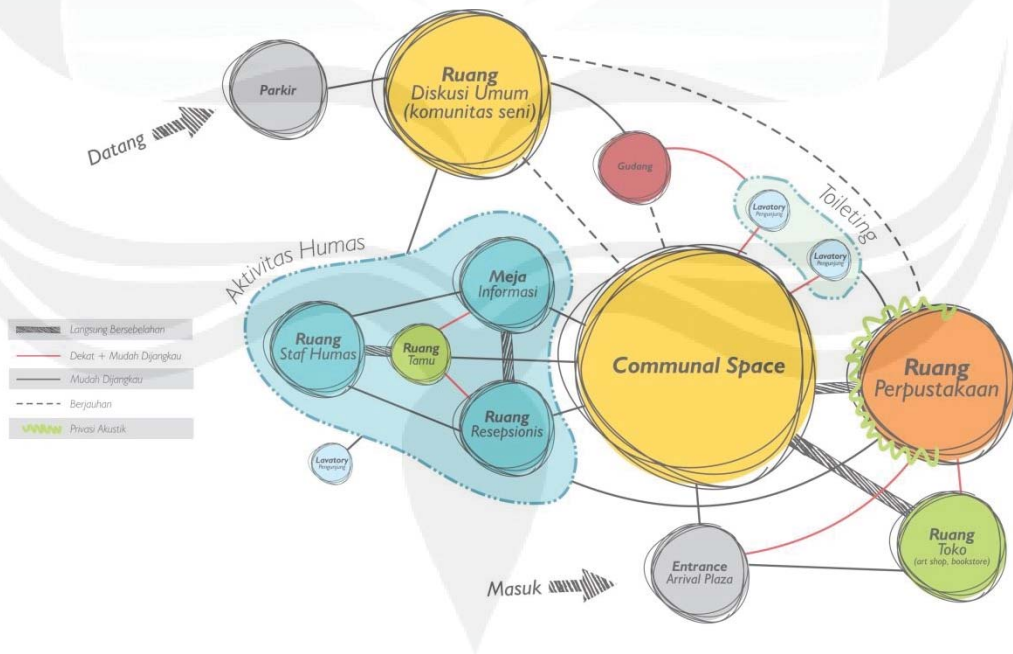 Datang
Parkir
Ruang
Diskusi Umum
(komunitas seni)
Gudang
Toileting
Lavatory
Pengunjung
Lavatory
Pengunjung
Aktivitas Humas
Meja
Informasi
Ruang
Staf Humas
Ruang
Tamu
Ruang
Resepsionis
Lavatory
Pengunjung
Communal Space
Ruang
Perpustakaan
Ruang
Toko
(art shop, bookstore)
Entrance
Arrival Plaza
Masuk
Langsung Bersebelahan
Dekat + Mudah Dijangkau
Mudah Dijangkau
Berjauhan
Privasi Akustik